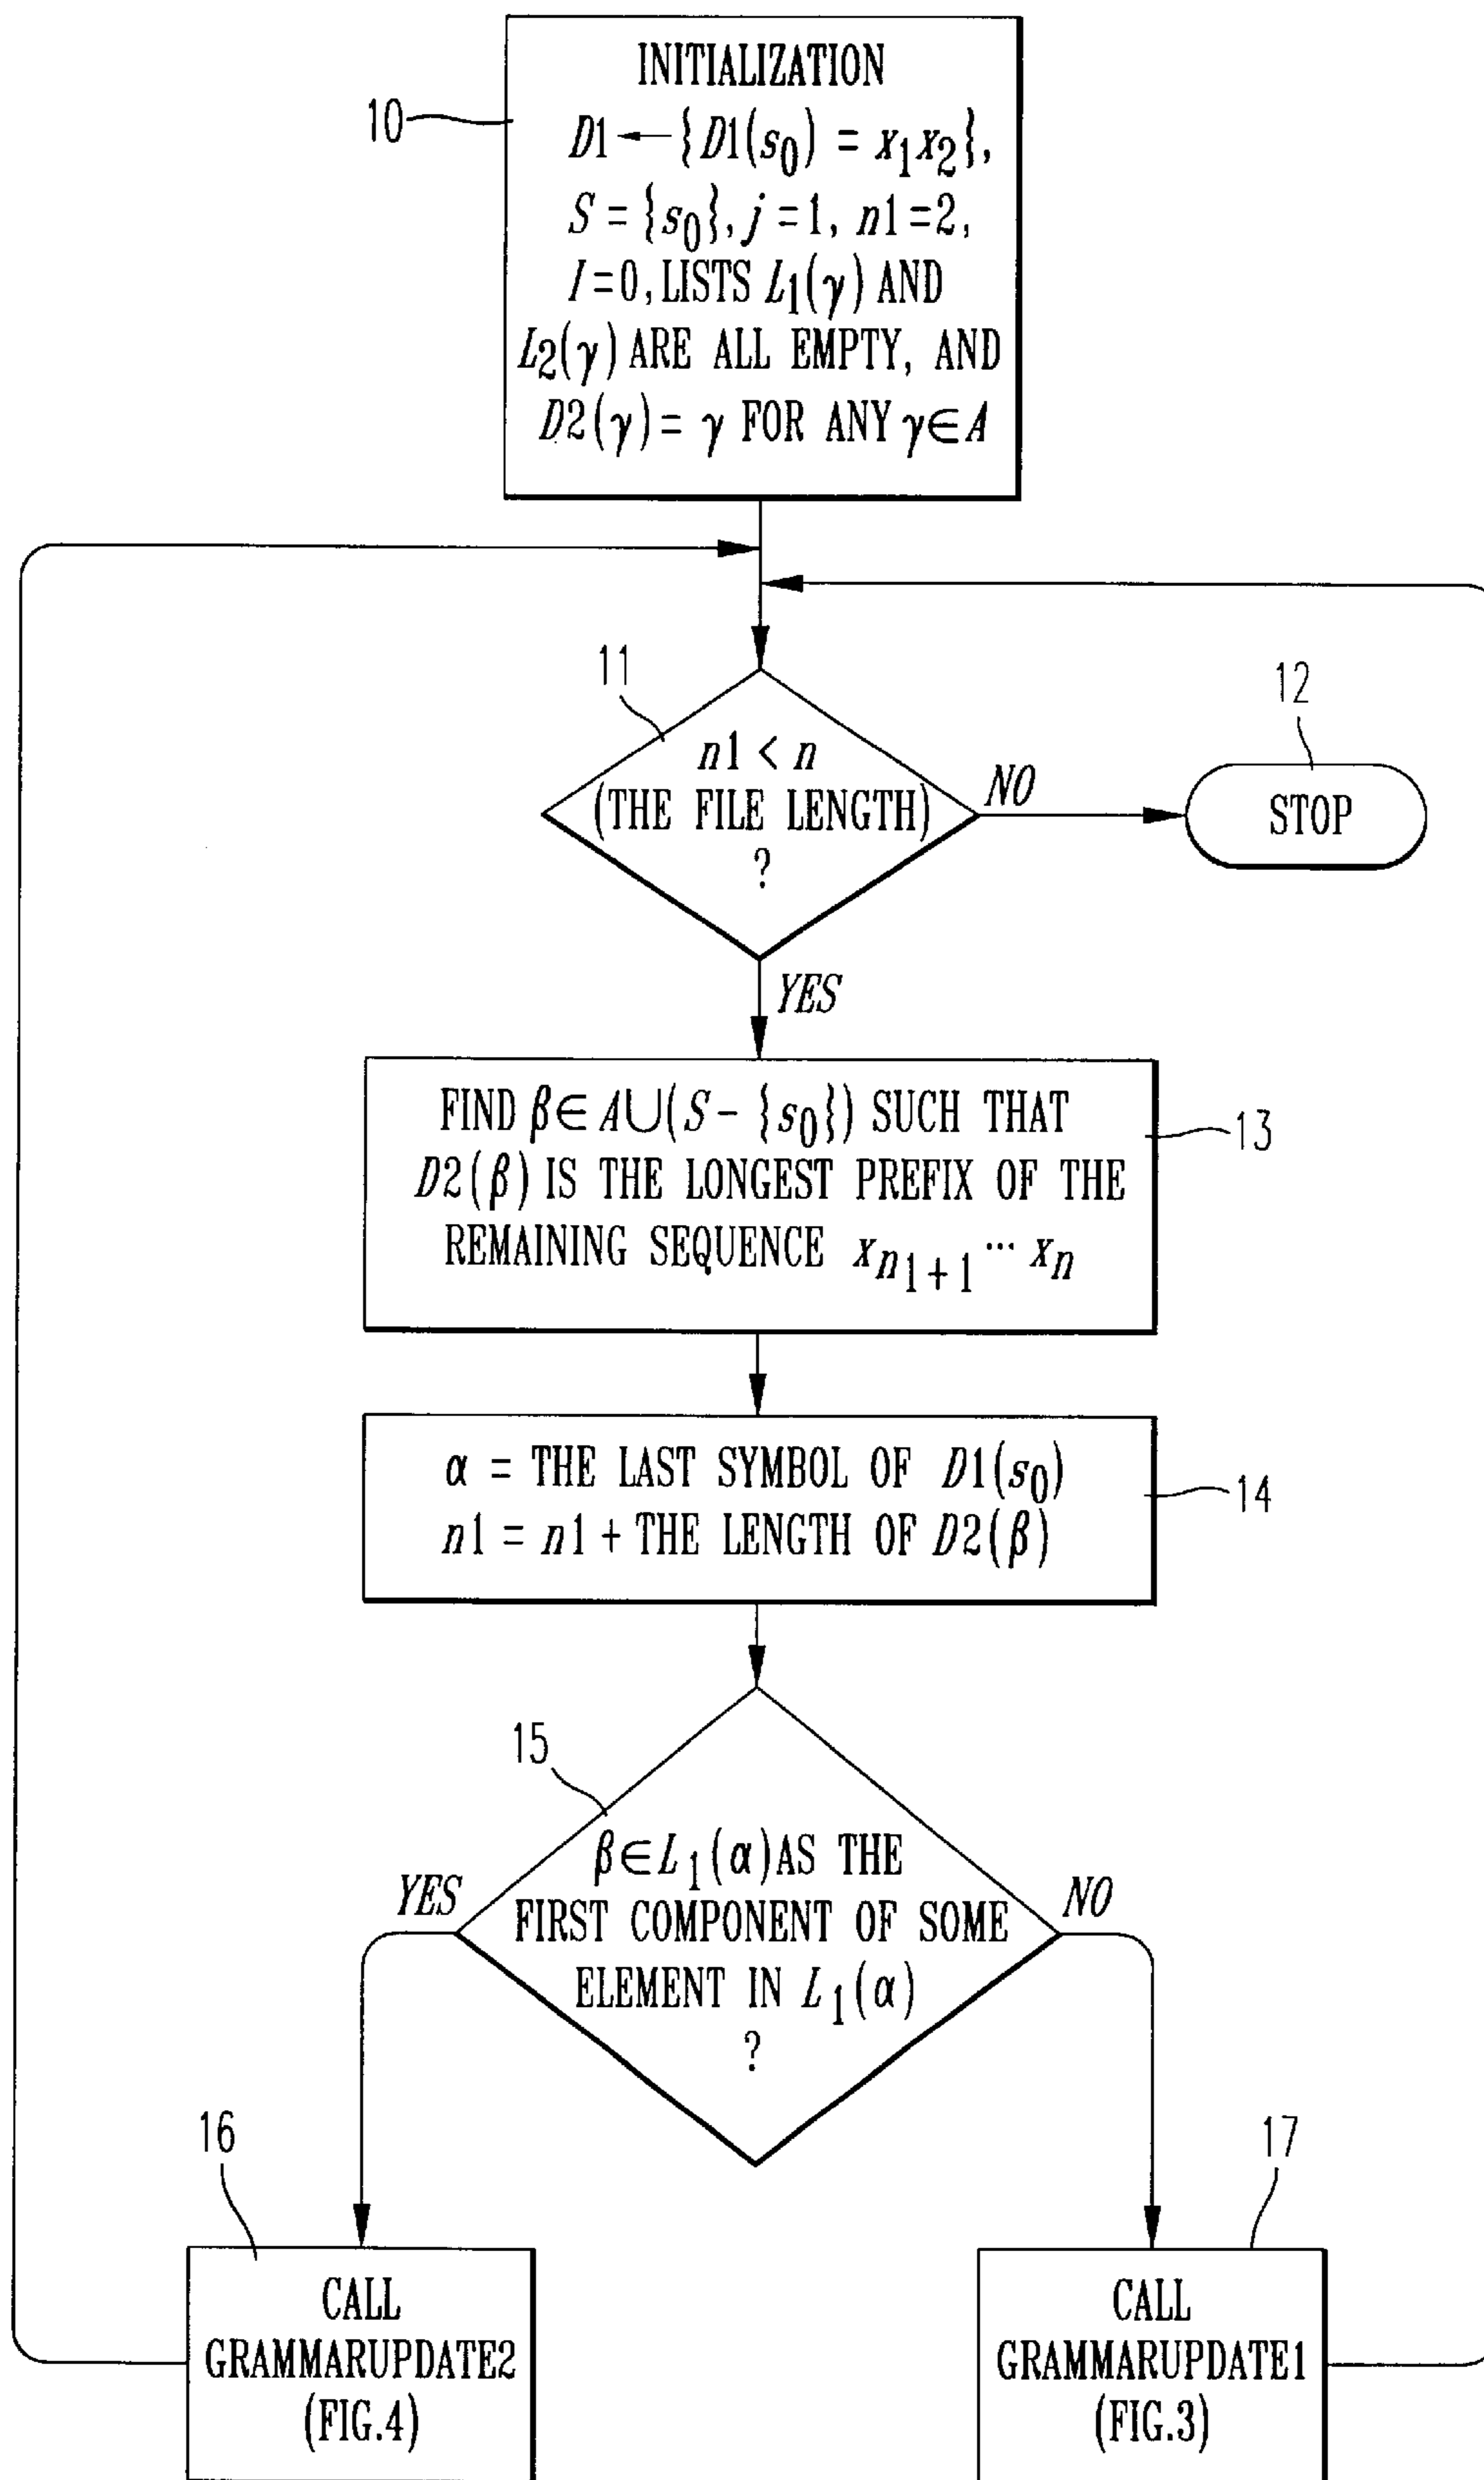 INITIALIZATION
10
D1←{D1(s₀) = x₁x₂},
S = {s₀}, j = 1, n1 = 2,
I = 0, LISTS L₁(γ) AND
L₂(γ) ARE ALL EMPTY, AND
D2(γ) = γ FOR ANY γ∈A
11
n1 < n
(THE FILE LENGTH)
?
NO
12
STOP
YES
FIND β∈A∪(S - {s₀}) SUCH THAT
D2(β) IS THE LONGEST PREFIX OF THE
REMAINING SEQUENCE xₙ₁₊₁ ··· xₙ
13
α = THE LAST SYMBOL OF D1(s₀)
n1 = n1 + THE LENGTH OF D2(β)
14
15
β∈L₁(α) AS THE
FIRST COMPONENT OF SOME
ELEMENT IN L₁(α)
?
YES
NO
16
CALL
GRAMMARUPDATE2
(FIG.4)
17
CALL
GRAMMARUPDATE1
(FIG.3)